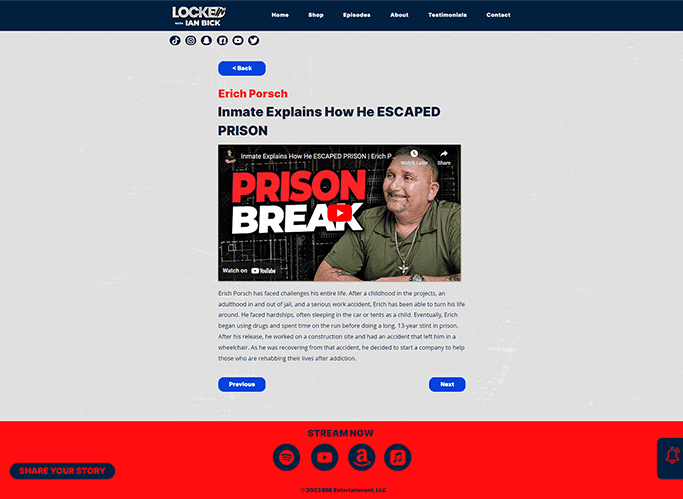 LOCKED IN
WITH IAN BICK
Home Shop Episodes About Testimonials Contact
< Back
Erich Porsch
Inmate Explains How He ESCAPED
PRISON
Inmate Explains How He ESCAPED PRISON | Erich P
Watch Later Share
PRISON
BREAK
Watch on YouTube
Erich Porsch has faced challenges his entire life. After a childhood in the projects, an
adulthood in and out of jail, and a serious work accident, Erich has been able to turn his life
around. He faced hardships, often sleeping in the car or tents as a child. Eventually, Erich
began using drugs and spent time on the run before doing a long, 13-year stint in prison.
After his release, he worked on a construction site and had an accident that left him in a
wheelchair. As he was recovering from that accident, he decided to start a company to help
those who are rehabbing their lives after addiction.
Previous Next
STREAM NOW
SHARE YOUR STORY
© 2023 BBE Entertainment, LLC